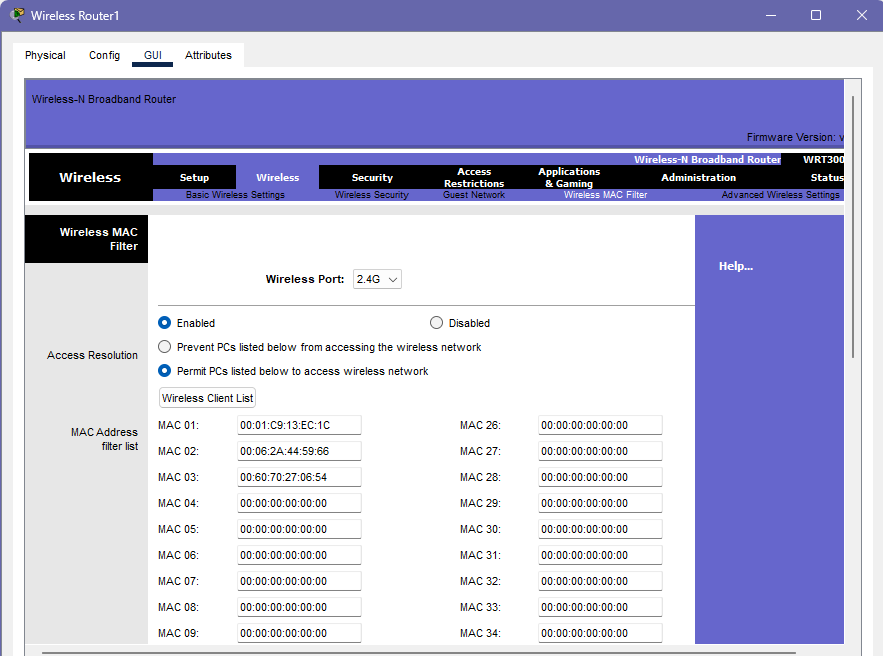 Wireless Router1
Physical Config GUI Attributes
Wireless-N Broadband Router
Firmware Version: v
Wireless-N Broadband Router WRT300
Wireless Setup Wireless Security Access Restrictions Applications & Gaming Administration Status
Basic Wireless Settings Wireless Security Guest Network Wireless MAC Filter Advanced Wireless Settings
Wireless MAC
Filter
Help...
Wireless Port: 2.4G
Enabled Disabled
Prevent PCs listed below from accessing the wireless network
Access Resolution
Permit PCs listed below to access wireless network
Wireless Client List
MAC Address
filter list
MAC 01: 00:01:C9:13:EC:1C MAC 26: 00:00:00:00:00:00
MAC 02: 00:06:2A:44:59:66 MAC 27: 00:00:00:00:00:00
MAC 03: 00:60:70:27:06:54 MAC 28: 00:00:00:00:00:00
MAC 04: 00:00:00:00:00:00 MAC 29: 00:00:00:00:00:00
MAC 05: 00:00:00:00:00:00 MAC 30: 00:00:00:00:00:00
MAC 06: 00:00:00:00:00:00 MAC 31: 00:00:00:00:00:00
MAC 07: 00:00:00:00:00:00 MAC 32: 00:00:00:00:00:00
MAC 08: 00:00:00:00:00:00 MAC 33: 00:00:00:00:00:00
MAC 09: 00:00:00:00:00:00 MAC 34: 00:00:00:00:00:00